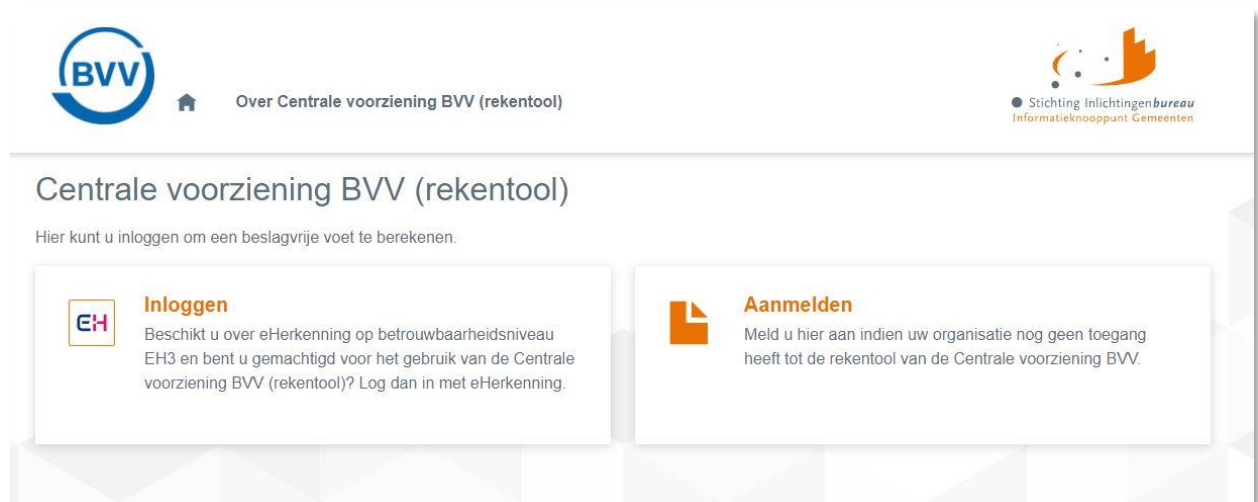 BVV
Over Centrale voorziening BVV (rekentool)
Stichting Inlichtingenbureau
Informatieknooppunt Gemeenten
Centrale voorziening BVV (rekentool)
Hier kunt u inloggen om een beslagvrije voet te berekenen.
EH
Inloggen
Beschikt u over eHerkenning op betrouwbaarheidsniveau
EH3 en bent u gemachtigd voor het gebruik van de Centrale
voorziening BVV (rekentool)? Log dan in met eHerkenning.
Aanmelden
Meld u hier aan indien uw organisatie nog geen toegang
heeft tot de rekentool van de Centrale voorziening BVV.